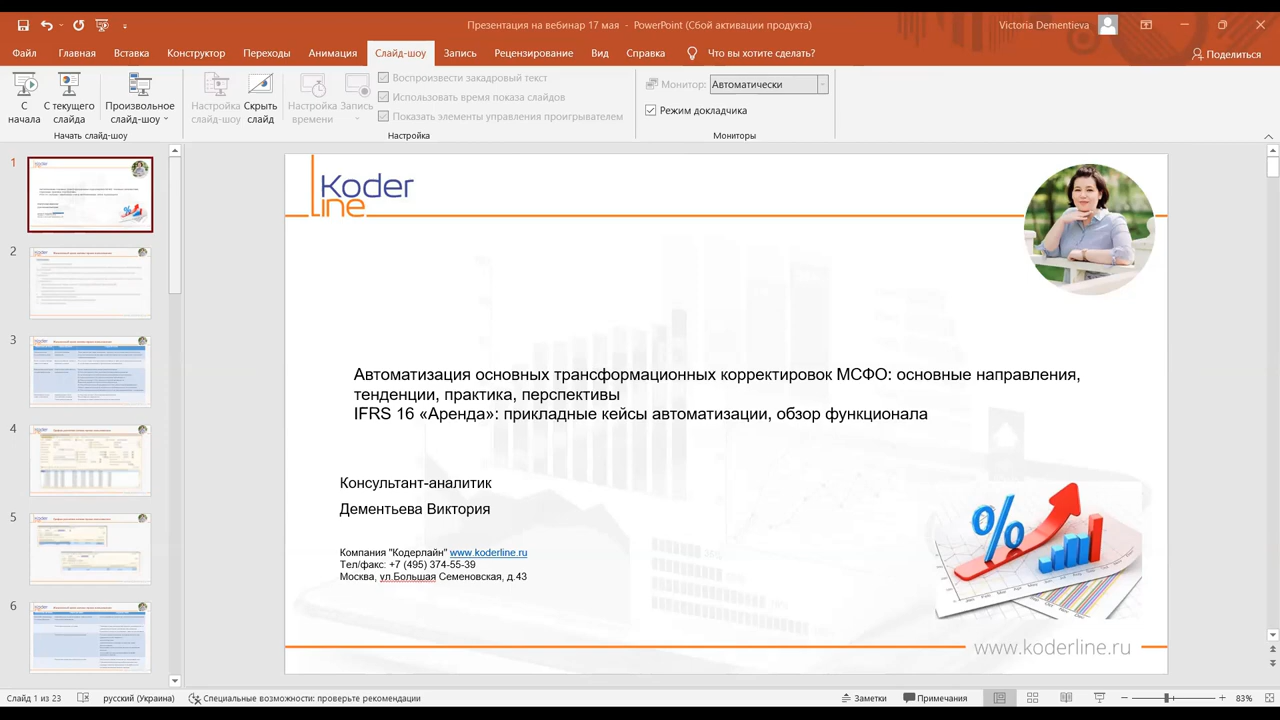 Презентация на вебинар 17 мая - PowerPoint (Сбой активации продукта)
Victoria Dementieva
Файл Главная Вставка Конструктор Переходы Анимация Слайд-шоу Запись Рецензирование Вид Справка Что вы хотите сделать? Поделиться
С начала
С текущего слайда
Произвольное слайд-шоу
Начать слайд-шоу
Настройка слайд-шоу
Скрыть слайд
Настройка времени
Запись
Воспроизвести закадровый текст
Использовать время показа слайдов
Показать элементы управления проигрывателем
Настройка
Монитор: Автоматически
Режим докладчика
Мониторы
1
2
3
4
5
6
Koder
line
Автоматизация основных трансформационных корректировок МСФО: основные направления,
тенденции, практика, перспективы
IFRS 16 «Аренда»: прикладные кейсы автоматизации, обзор функционала
Консультант-аналитик
Дементьева Виктория
Компания "Кодерлайн" www.koderline.ru
Тел/факс: +7 (495) 374-55-39
Москва, ул.Большая Семеновская, д.43
%
www.koderline.ru
Слайд 1 из 23 русский (Украина) Специальные возможности: проверьте рекомендации Заметки Примечания 83%